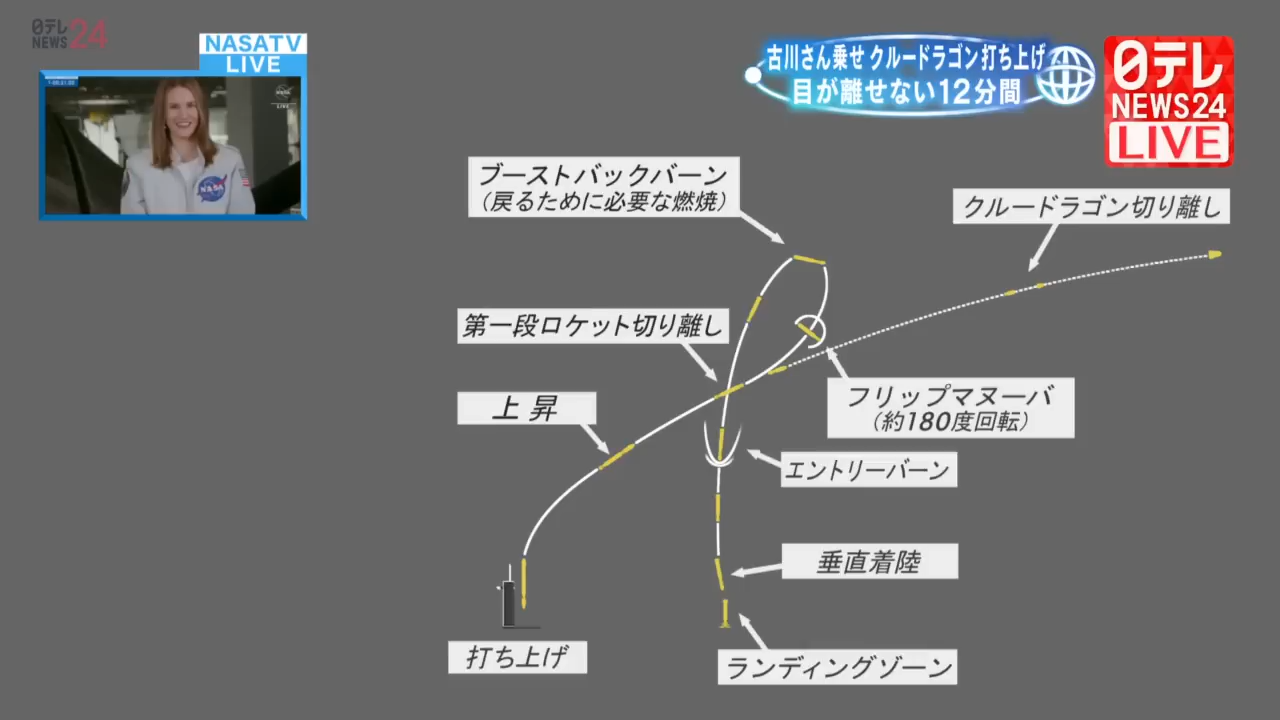 日テレ
NEWS24
NASATV
LIVE
NASA
LIVE
古川さん乗せ クルードラゴン打ち上げ
目が離せない12分間
日テレ
NEWS24
LIVE
ブーストバックバーン
(戻るために必要な燃焼)
クルードラゴン切り離し
第一段ロケット切り離し
上昇
フリップマヌーバ
(約180度回転)
エントリーバーン
垂直着陸
打ち上げ
ランディングゾーン